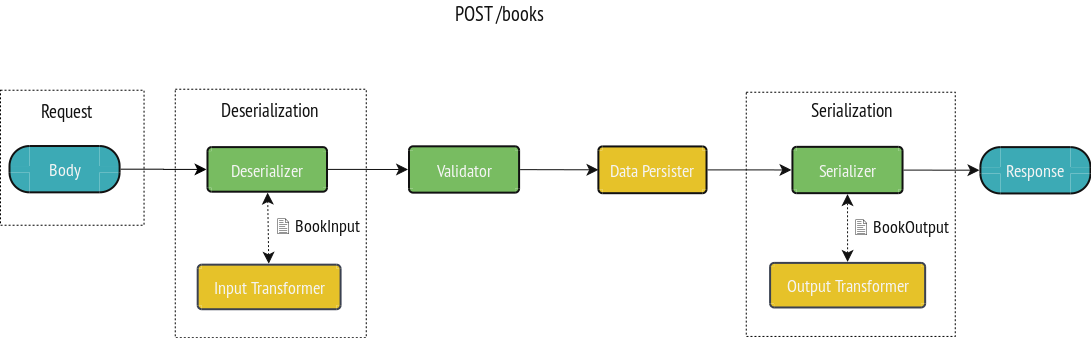 POST /books
Request
Deserialization
Serialization
Body
Deserializer
Validator
Data Persister
Serializer
Response
BookInput
BookOutput
Input Transformer
Output Transformer